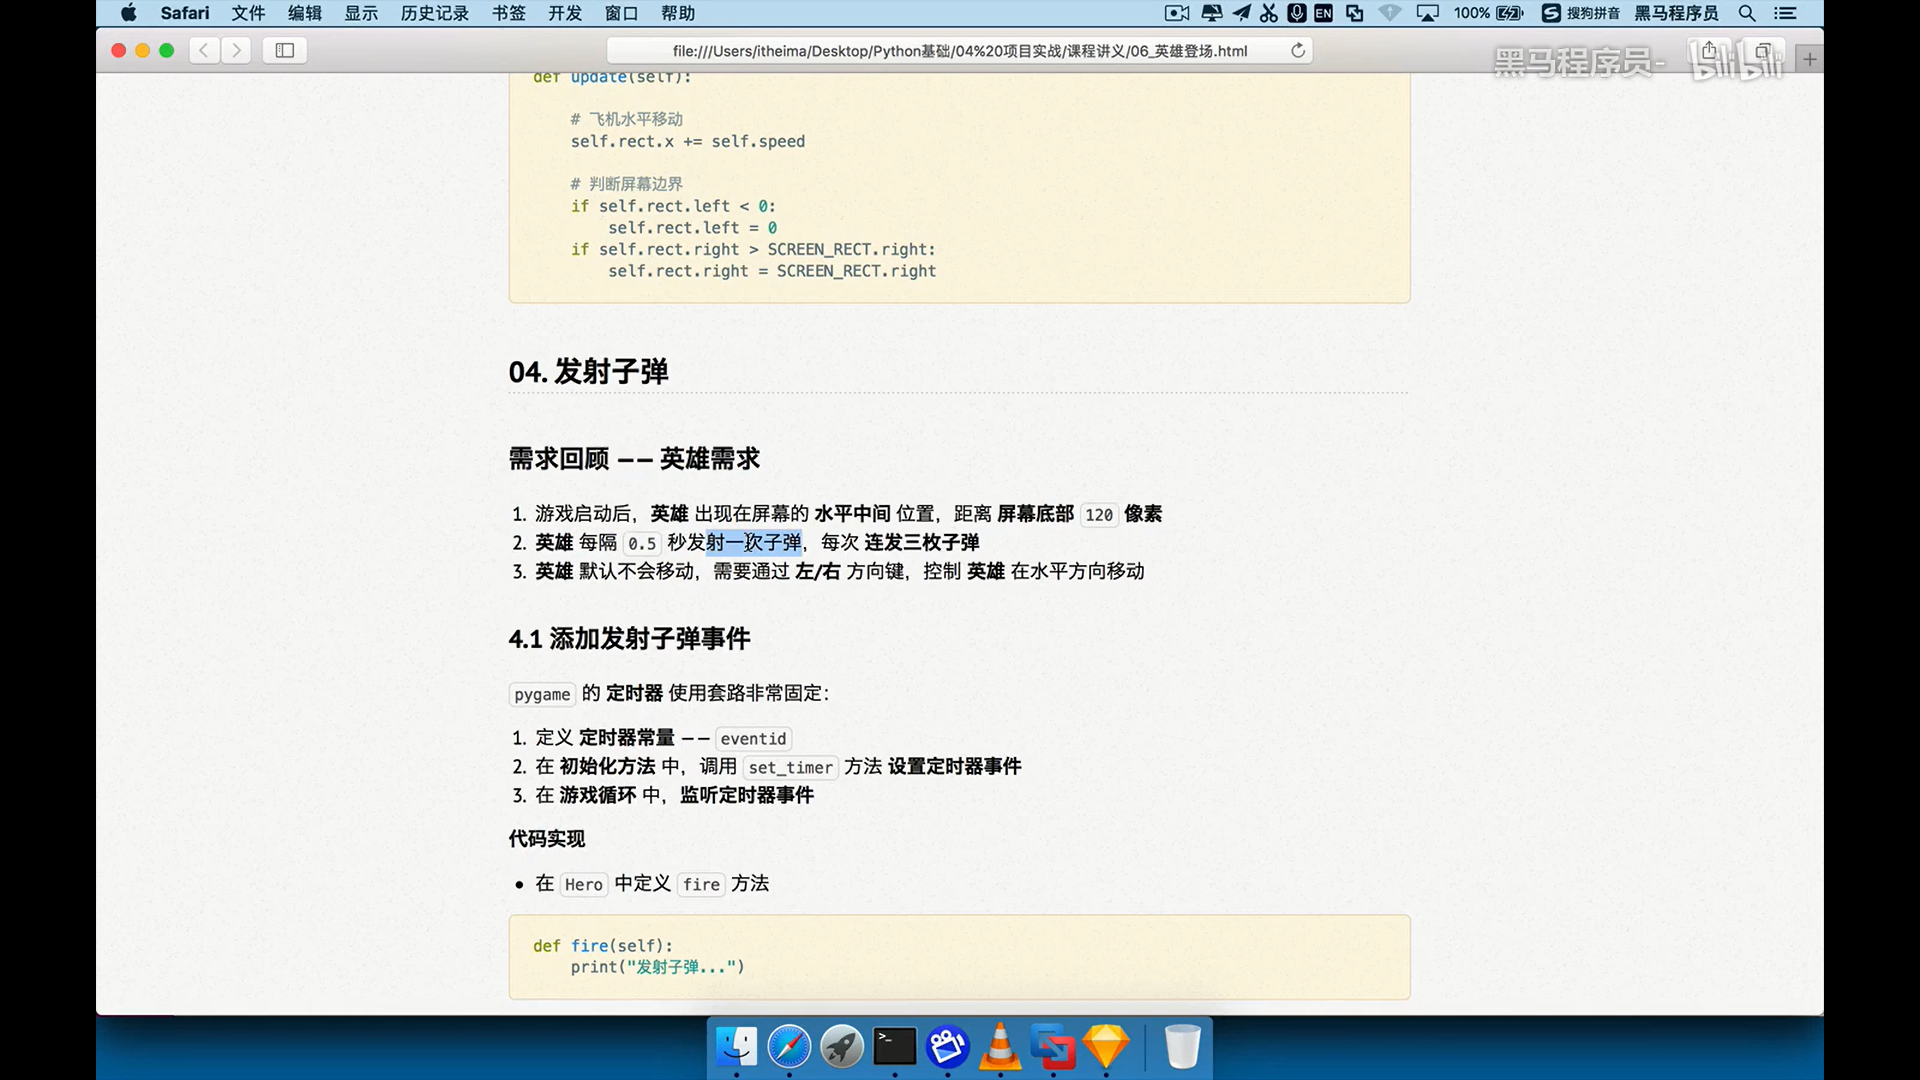 Safari 文件 编辑 显示 历史记录 书签 开发 窗口 帮助 EN 100% 搜狗拼音 黑马程序员
file:///Users/itheima/Desktop/Python基础/04%20项目实战/课程讲义/06_英雄登场.html
黑马程序员- bilibili
def update(self):
# 飞机水平移动
self.rect.x += self.speed
# 判断屏幕边界
if self.rect.left < 0:
self.rect.left = 0
if self.rect.right > SCREEN_RECT.right:
self.rect.right = SCREEN_RECT.right
04. 发射子弹
需求回顾 —— 英雄需求
1. 游戏启动后，英雄 出现在屏幕的 水平中间 位置，距离 屏幕底部 120 像素
2. 英雄 每隔 0.5 秒发射一次子弹，每次 连发三枚子弹
3. 英雄 默认不会移动，需要通过 左/右 方向键，控制 英雄 在水平方向移动
4.1 添加发射子弹事件
pygame 的 定时器 使用套路非常固定：
1. 定义 定时器常量 —— eventid
2. 在 初始化方法 中，调用 set_timer 方法 设置定时器事件
3. 在 游戏循环 中，监听定时器事件
代码实现
• 在 Hero 中定义 fire 方法
def fire(self):
print("发射子弹...")